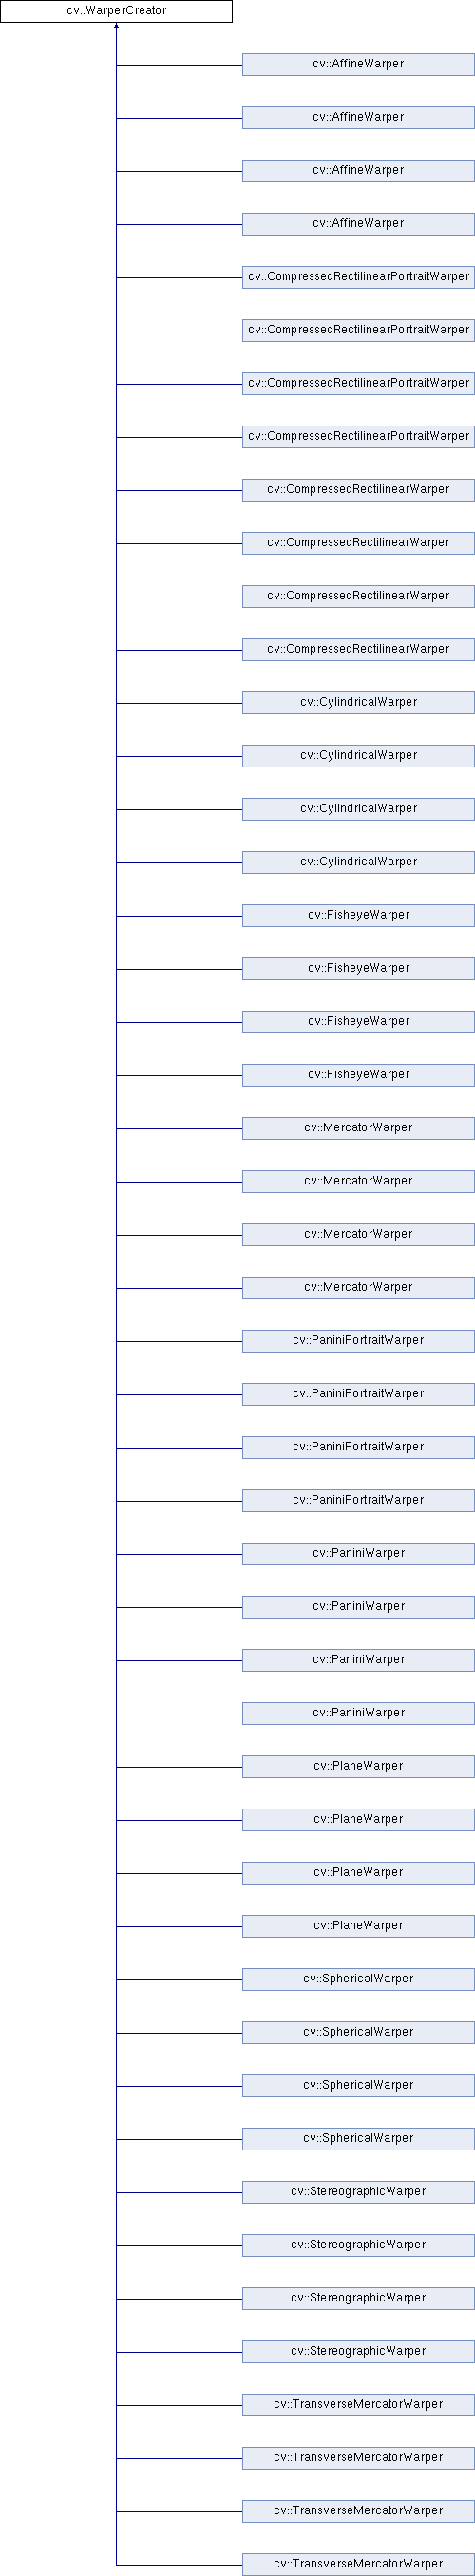 cv::WarperCreator
cv::AffineWarper
cv::AffineWarper
cv::AffineWarper
cv::AffineWarper
cv::CompressedRectilinearPortraitWarper
cv::CompressedRectilinearPortraitWarper
cv::CompressedRectilinearPortraitWarper
cv::CompressedRectilinearPortraitWarper
cv::CompressedRectilinearWarper
cv::CompressedRectilinearWarper
cv::CompressedRectilinearWarper
cv::CompressedRectilinearWarper
cv::CylindricalWarper
cv::CylindricalWarper
cv::CylindricalWarper
cv::CylindricalWarper
cv::FisheyeWarper
cv::FisheyeWarper
cv::FisheyeWarper
cv::FisheyeWarper
cv::MercatorWarper
cv::MercatorWarper
cv::MercatorWarper
cv::MercatorWarper
cv::PaniniPortraitWarper
cv::PaniniPortraitWarper
cv::PaniniPortraitWarper
cv::PaniniPortraitWarper
cv::PaniniWarper
cv::PaniniWarper
cv::PaniniWarper
cv::PaniniWarper
cv::PlaneWarper
cv::PlaneWarper
cv::PlaneWarper
cv::PlaneWarper
cv::SphericalWarper
cv::SphericalWarper
cv::SphericalWarper
cv::SphericalWarper
cv::StereographicWarper
cv::StereographicWarper
cv::StereographicWarper
cv::StereographicWarper
cv::TransverseMercatorWarper
cv::TransverseMercatorWarper
cv::TransverseMercatorWarper
cv::TransverseMercatorWarper